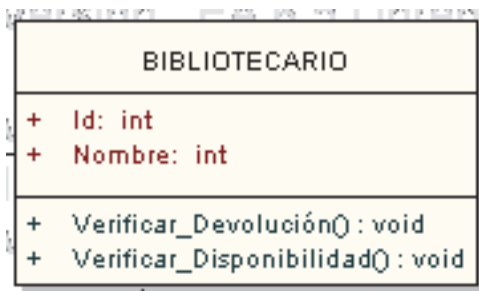 BIBLIOTECARIO
+ Id: int
+ Nombre: int
+ Verificar_Devolución() : void
+ Verificar_Disponibilidad() : void